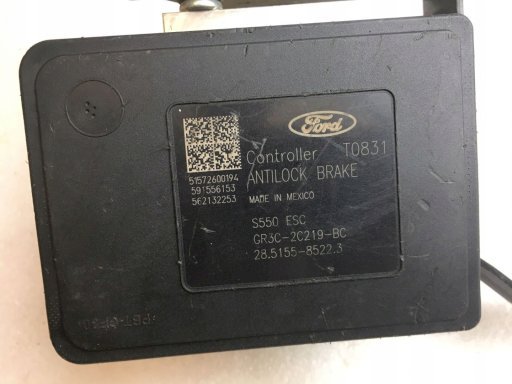 Ford
Controller T0831
ANTILOCK BRAKE
MADE IN MEXICO
51572600194
591556153
562132253
S550 ESC
GR3C-2C219-BC
28.5155-8522.3